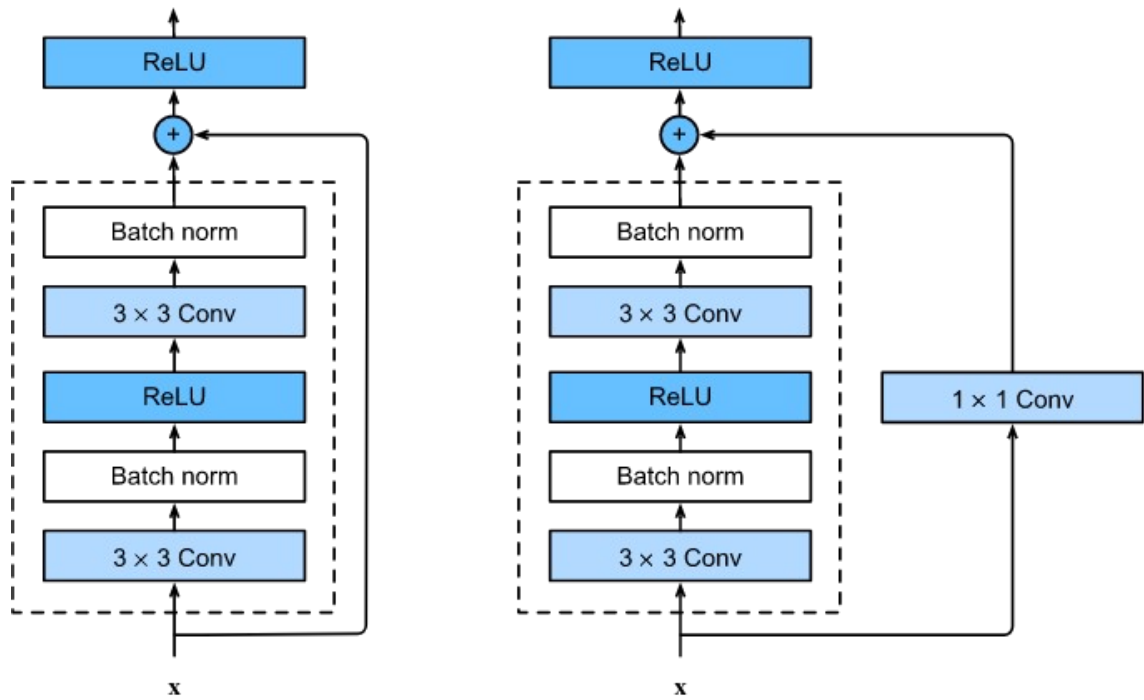 ReLU
+
Batch norm
3 × 3 Conv
ReLU
Batch norm
3 × 3 Conv
x
ReLU
+
Batch norm
3 × 3 Conv
ReLU
1 × 1 Conv
Batch norm
3 × 3 Conv
x